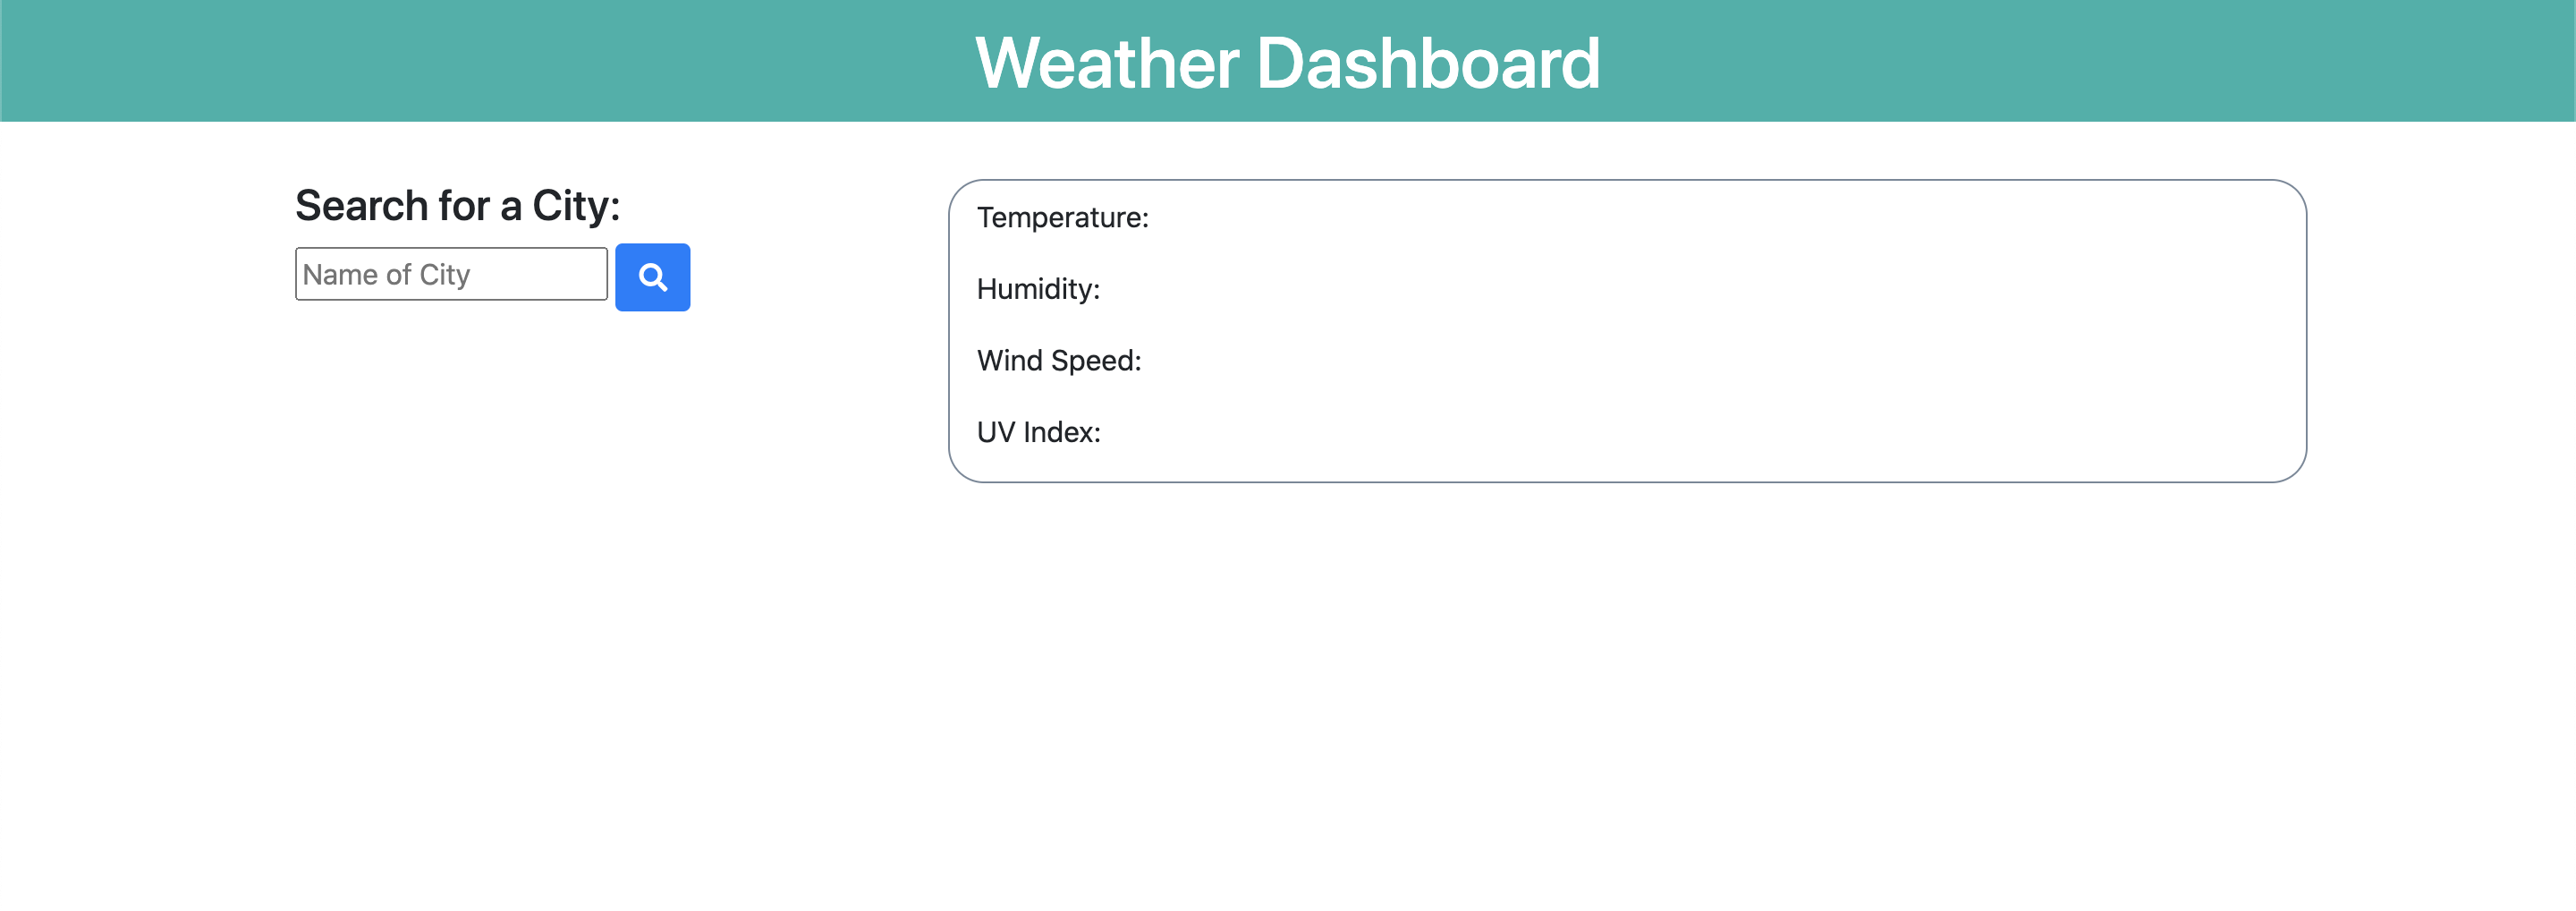 Weather Dashboard
Search for a City:
Name of City
Temperature:
Humidity:
Wind Speed:
UV Index: